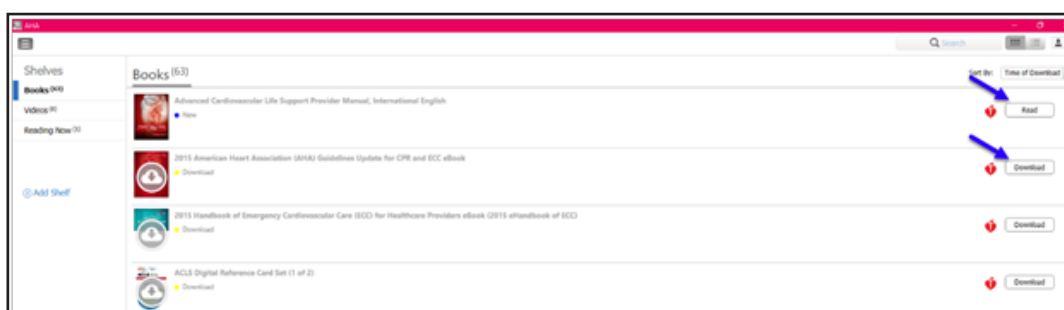 AHA
Search
Shelves
Books (63)
Videos (0)
Reading Now
Add Shelf
Books (63)
Sort By: Time of Download
Advanced Cardiovascular Life Support Provider Manual, International English
New
Read
2015 American Heart Association (AHA) Guidelines Update for CPR and ECC eBook
Download
Download
2015 Handbook of Emergency Cardiovascular Care (ECC) for Healthcare Providers eBook (2015 eHandbook of ECC)
Download
Download
ACLS Digital Reference Card Set (1 of 2)
Download
Download